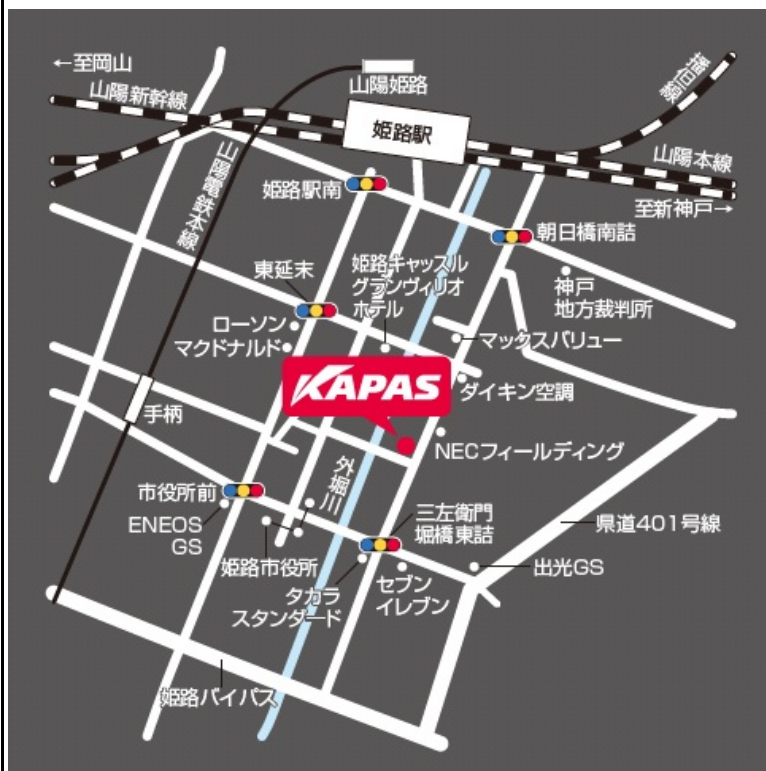 ←至岡山
山陽新幹線
山陽姫路
播但線
姫路駅
山陽本線
至新神戸→
山陽電鉄本線
姫路駅南
朝日橋南詰
東延末
姫路キャッスル
グランヴィリオ
ホテル
神戸
地方裁判所
ローソン
マクドナルド
マックスバリュー
KAPAS
ダイキン空調
手柄
NECフィールディング
外堀川
市役所前
ENEOS
GS
三左衛門
堀橋東詰
県道401号線
姫路市役所
出光GS
タカラ
スタンダード
セブン
イレブン
姫路バイパス